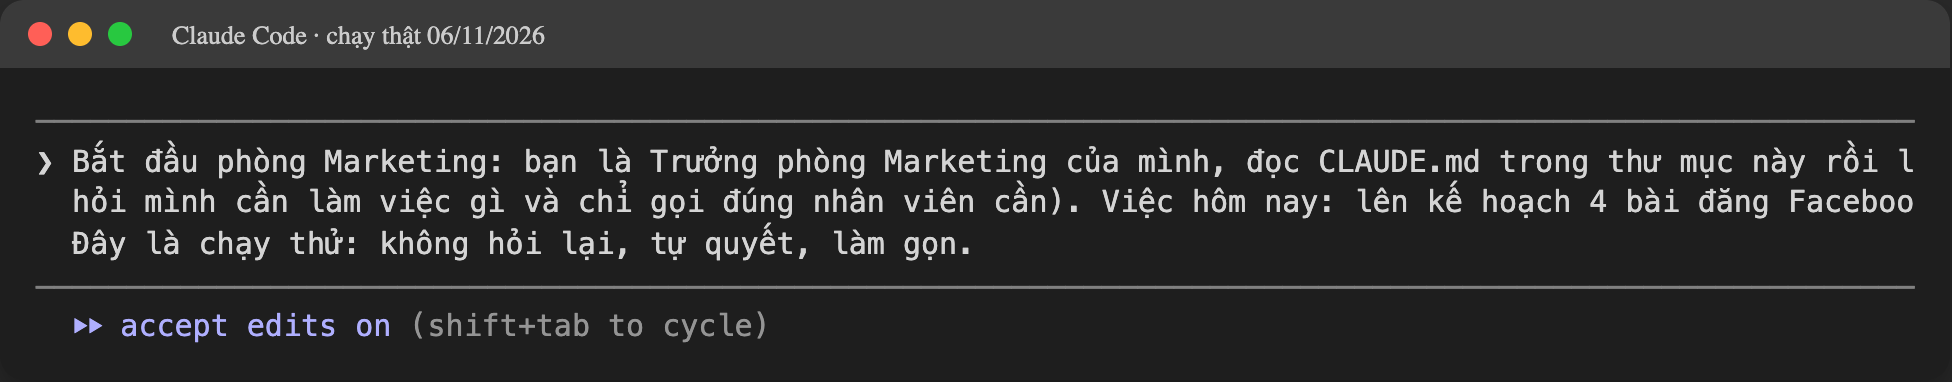 Claude Code · chạy thật 06/11/2026
❯ Bắt đầu phòng Marketing: bạn là Trưởng phòng Marketing của mình, đọc CLAUDE.md trong thư mục này rồi l
hỏi mình cần làm việc gì và chỉ gọi đúng nhân viên cần). Việc hôm nay: lên kế hoạch 4 bài đăng Faceboo
Đây là chạy thử: không hỏi lại, tự quyết, làm gọn.
▶▶ accept edits on (shift+tab to cycle)